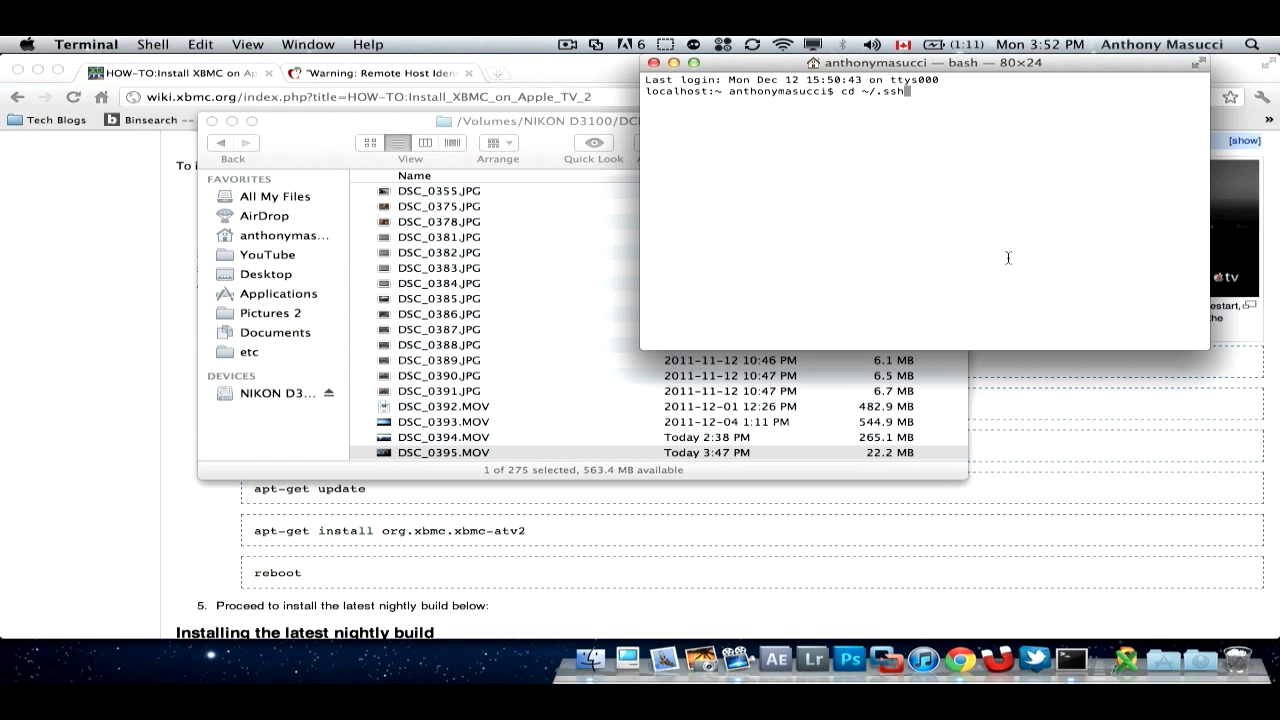 Terminal Shell Edit View Window Help 6 (1:11) Mon 3:52 PM Anthony Masucci
HOW-TO:Install XBMC on Ap
"Warning: Remote Host Iden
wiki.xbmc.org/index.php?title=HOW-TO:Install_XBMC_on_Apple_TV_2
Tech Blogs Binsearch -- »
anthonymasucci — bash — 80×24
Last login: Mon Dec 12 15:50:43 on ttys000
localhost:~ anthonymasucci$ cd ~/.ssh
/Volumes/NIKON D3100/DCI
Back View Arrange Quick Look
To i
[show]
FAVORITES
All My Files
AirDrop
anthonymas...
YouTube
Desktop
Applications
Pictures 2
Documents
etc
DEVICES
NIKON D3...
Name
DSC_0355.JPG
DSC_0375.JPG
DSC_0378.JPG
DSC_0381.JPG
DSC_0382.JPG
DSC_0383.JPG
DSC_0384.JPG
DSC_0385.JPG
DSC_0386.JPG
DSC_0387.JPG
DSC_0388.JPG
DSC_0389.JPG 2011-11-12 10:46 PM 6.1 MB
DSC_0390.JPG 2011-11-12 10:47 PM 6.5 MB
DSC_0391.JPG 2011-11-12 10:47 PM 6.7 MB
DSC_0392.MOV 2011-12-01 12:26 PM 482.9 MB
DSC_0393.MOV 2011-12-04 1:11 PM 544.9 MB
DSC_0394.MOV Today 2:38 PM 265.1 MB
DSC_0395.MOV Today 3:47 PM 22.2 MB
1 of 275 selected, 563.4 MB available
tv
estart,
the
apt-get update
apt-get install org.xbmc.xbmc-atv2
reboot
5. Proceed to install the latest nightly build below:
Installing the latest nightly build
AE Lr Ps